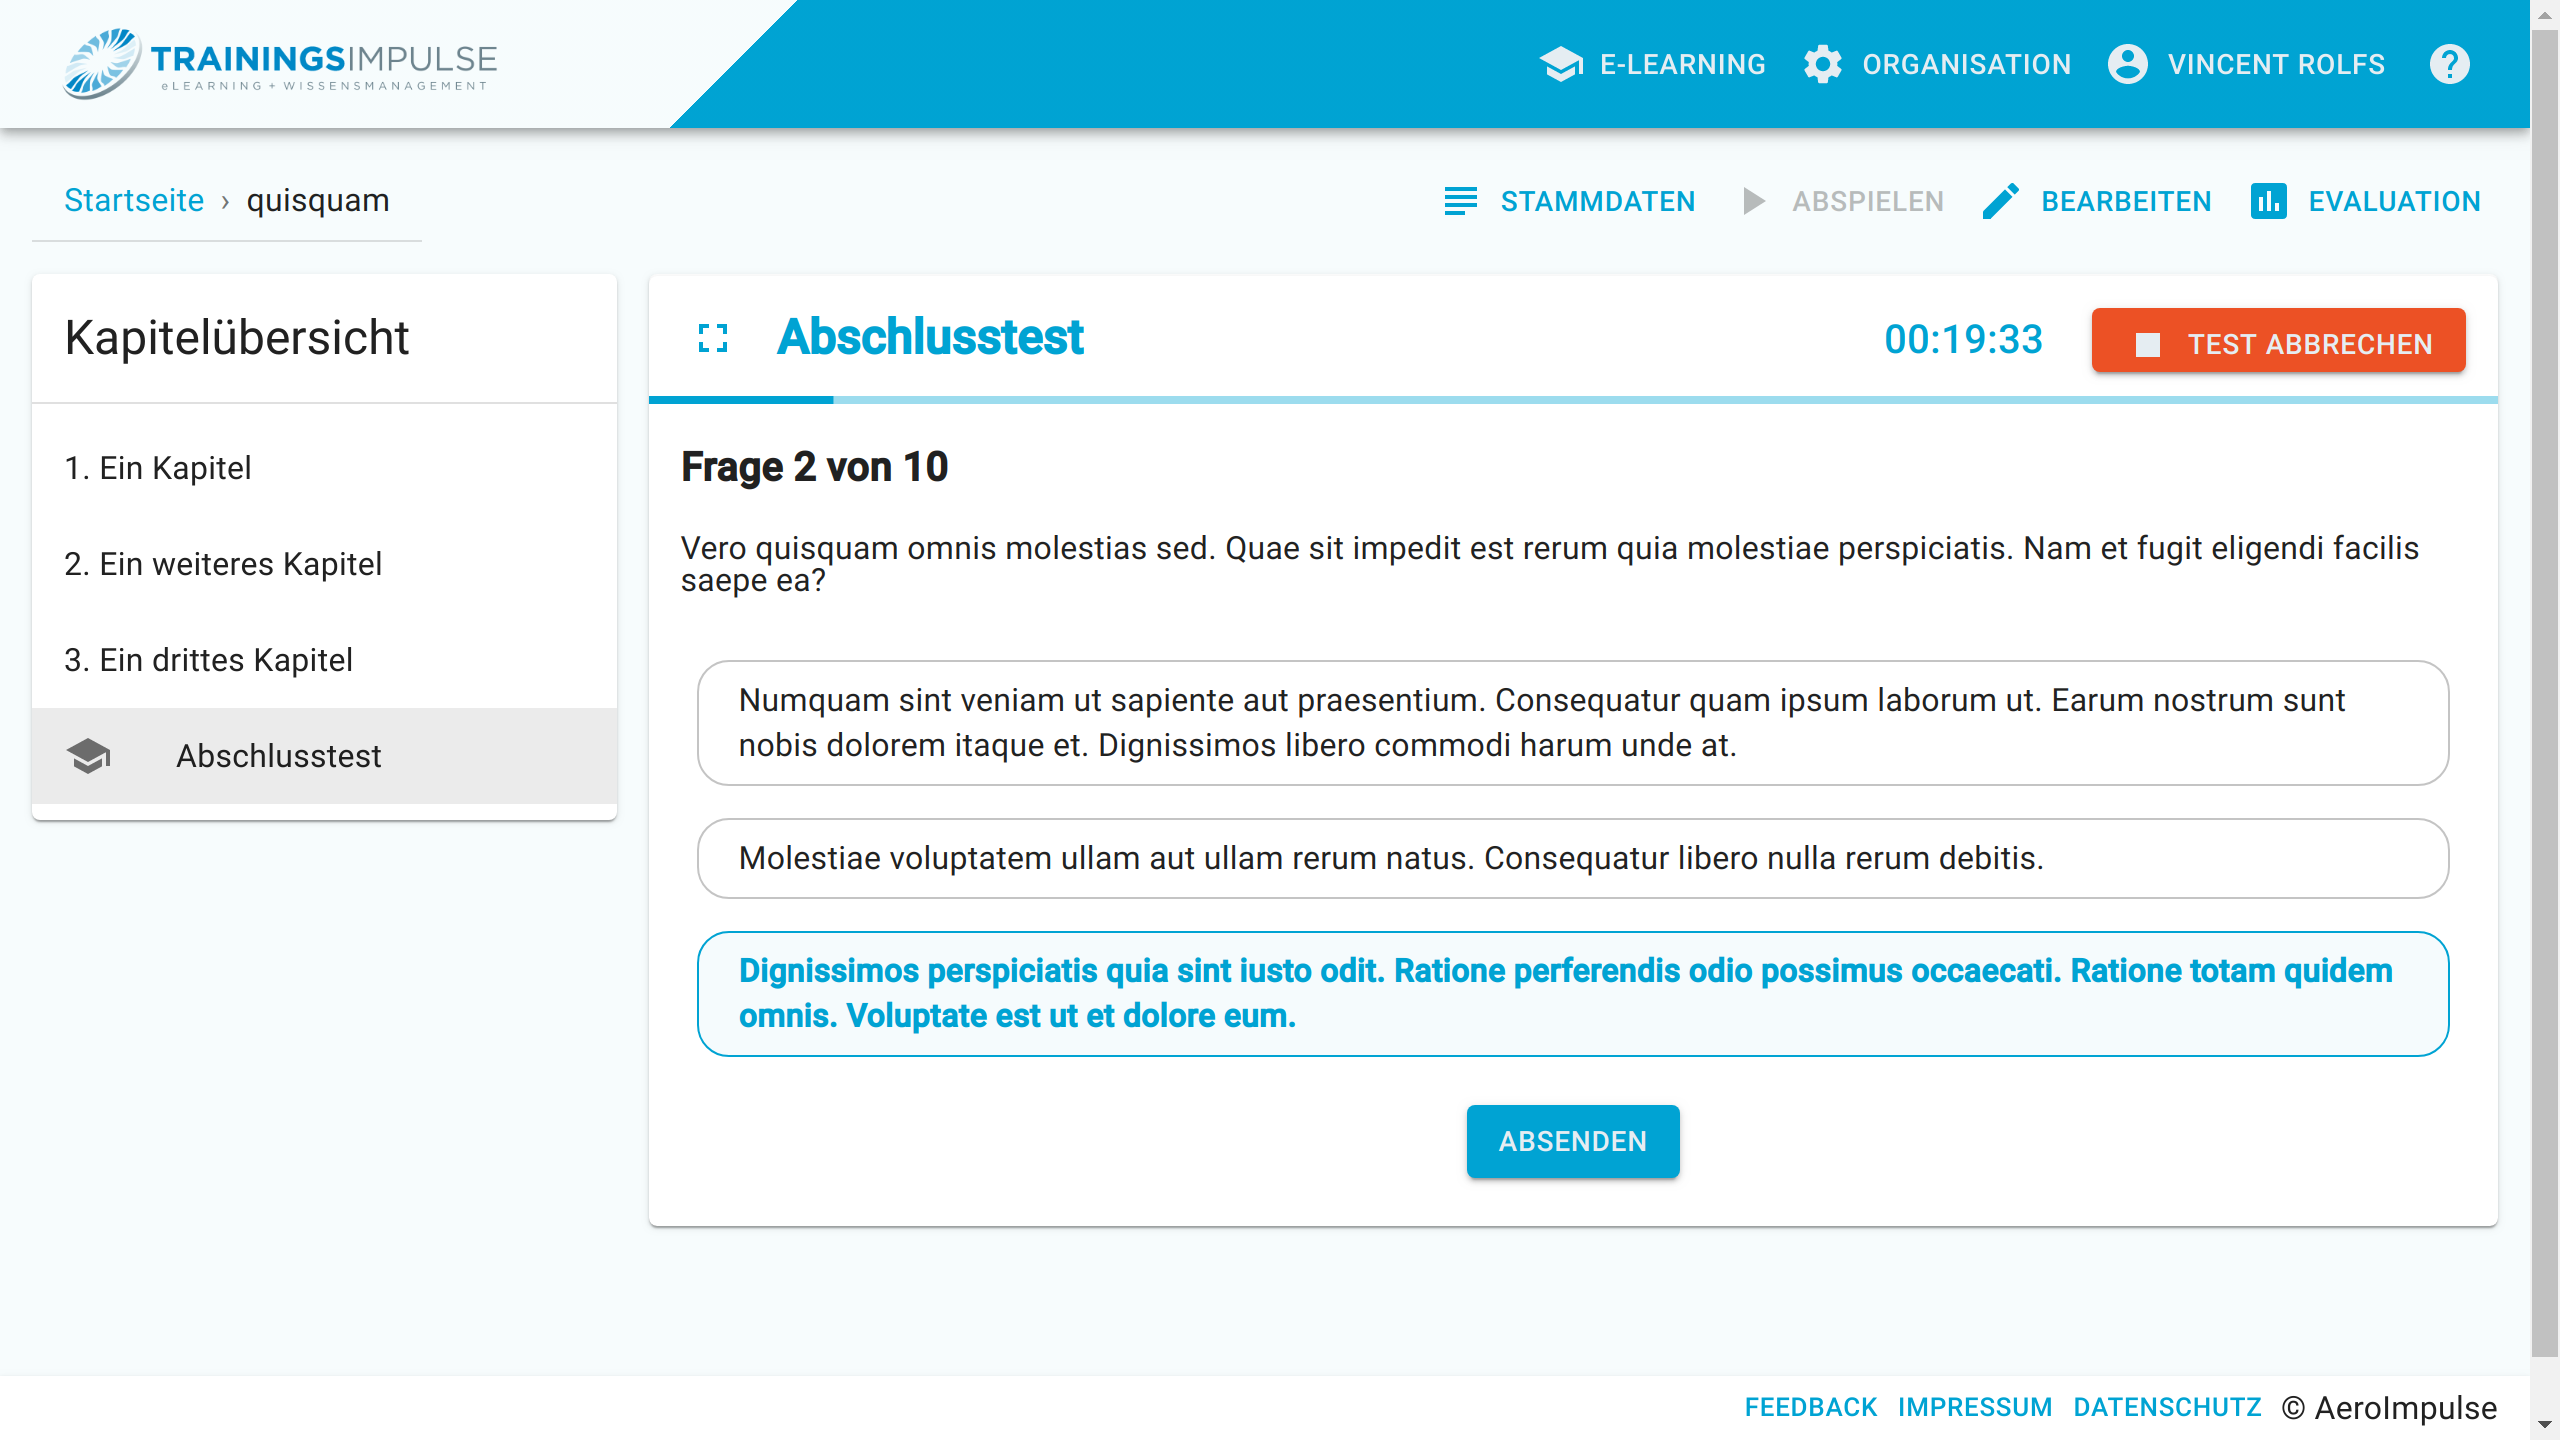 TRAININGSIMPULSE
eLEARNING + WISSENSMANAGEMENT
E-LEARNING
ORGANISATION
VINCENT ROLFS
?
Startseite › quisquam
STAMMDATEN
ABSPIELEN
BEARBEITEN
EVALUATION
Kapitelübersicht
1. Ein Kapitel
2. Ein weiteres Kapitel
3. Ein drittes Kapitel
Abschlusstest
Abschlusstest
00:19:33
TEST ABBRECHEN
Frage 2 von 10
Vero quisquam omnis molestias sed. Quae sit impedit est rerum quia molestiae perspiciatis. Nam et fugit eligendi facilis
saepe ea?
Numquam sint veniam ut sapiente aut praesentium. Consequatur quam ipsum laborum ut. Earum nostrum sunt
nobis dolorem itaque et. Dignissimos libero commodi harum unde at.
Molestiae voluptatem ullam aut ullam rerum natus. Consequatur libero nulla rerum debitis.
Dignissimos perspiciatis quia sint iusto odit. Ratione perferendis odio possimus occaecati. Ratione totam quidem
omnis. Voluptate est ut et dolore eum.
ABSENDEN
FEEDBACK IMPRESSUM DATENSCHUTZ © AeroImpulse